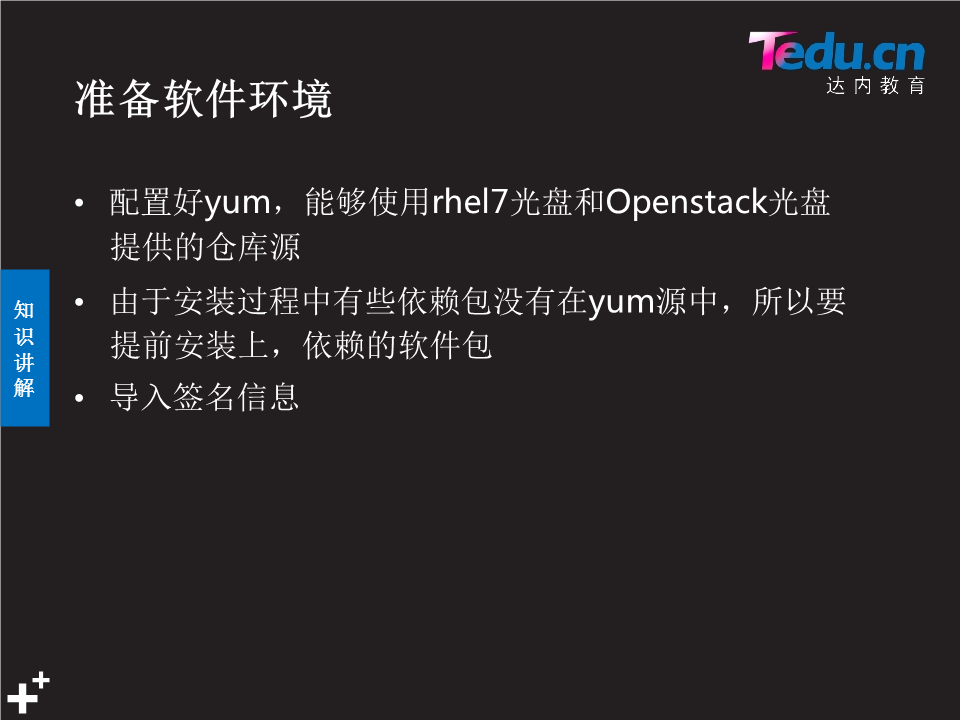 Tedu.cn
达内教育
准备软件环境
• 配置好yum，能够使用rhel7光盘和Openstack光盘
提供的仓库源
• 由于安装过程中有些依赖包没有在yum源中，所以要
提前安装上，依赖的软件包
• 导入签名信息
知
识
讲
解